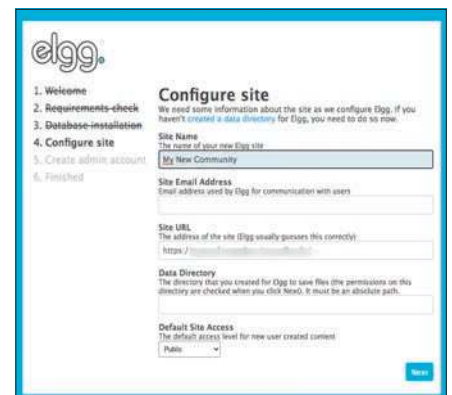 elgg.
1. Welcome
2. Requirements check
3. Database installation
4. Configure site
5. Create admin account
6. Finished
Configure site
We need some information about the site as we configure Elgg. If you
haven't created a data directory for Elgg, you need to do so now.
Site Name
The name of your new Elgg site
My New Community
Site Email Address
Email address used by Elgg for communication with users
Site URL
The address of the site (Elgg usually guesses this correctly)
https:/
Data Directory
The directory that you created for Elgg to save files (the permissions on this
directory are checked when you click Next). It must be an absolute path.
Default Site Access
The default access level for new user created content
Public
Next